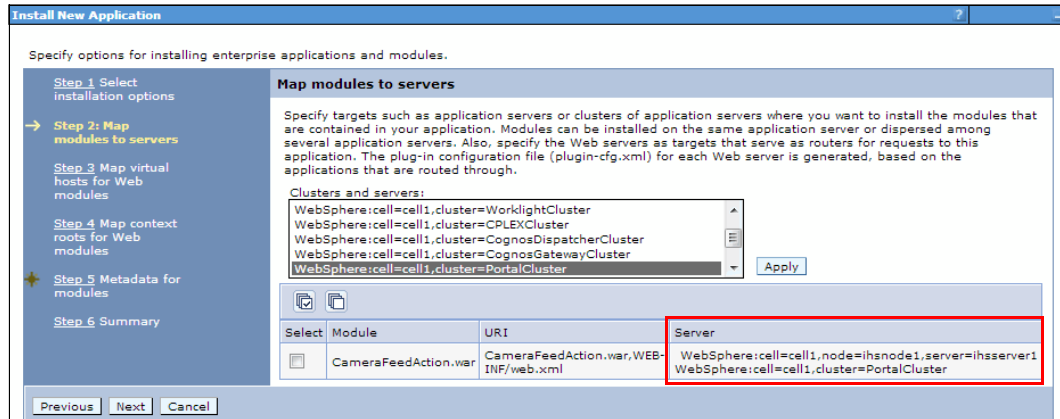 Install New Application
?
Specify options for installing enterprise applications and modules.
Step 1 Select
installation options
Step 2: Map
modules to servers
Step 3 Map virtual
hosts for Web
modules
Step 4 Map context
roots for Web
modules
Step 5 Metadata for
modules
Step 6 Summary
Map modules to servers
Specify targets such as application servers or clusters of application servers where you want to install the modules that
are contained in your application. Modules can be installed on the same application server or dispersed among
several application servers. Also, specify the Web servers as targets that serve as routers for requests to this
application. The plug-in configuration file (plugin-cfg.xml) for each Web server is generated, based on the
applications that are routed through.
Clusters and servers:
WebSphere:cell=cell1,cluster=WorklightCluster
WebSphere:cell=cell1,cluster=CPLEXCluster
WebSphere:cell=cell1,cluster=CognosDispatcherCluster
WebSphere:cell=cell1,cluster=CognosGatewayCluster
WebSphere:cell=cell1,cluster=PortalCluster
Apply
Select Module URI Server
CameraFeedAction.war
CameraFeedAction.war,WEB-
INF/web.xml
WebSphere:cell=cell1,node=ihsnode1,server=ihsserver1
WebSphere:cell=cell1,cluster=PortalCluster
Previous Next Cancel